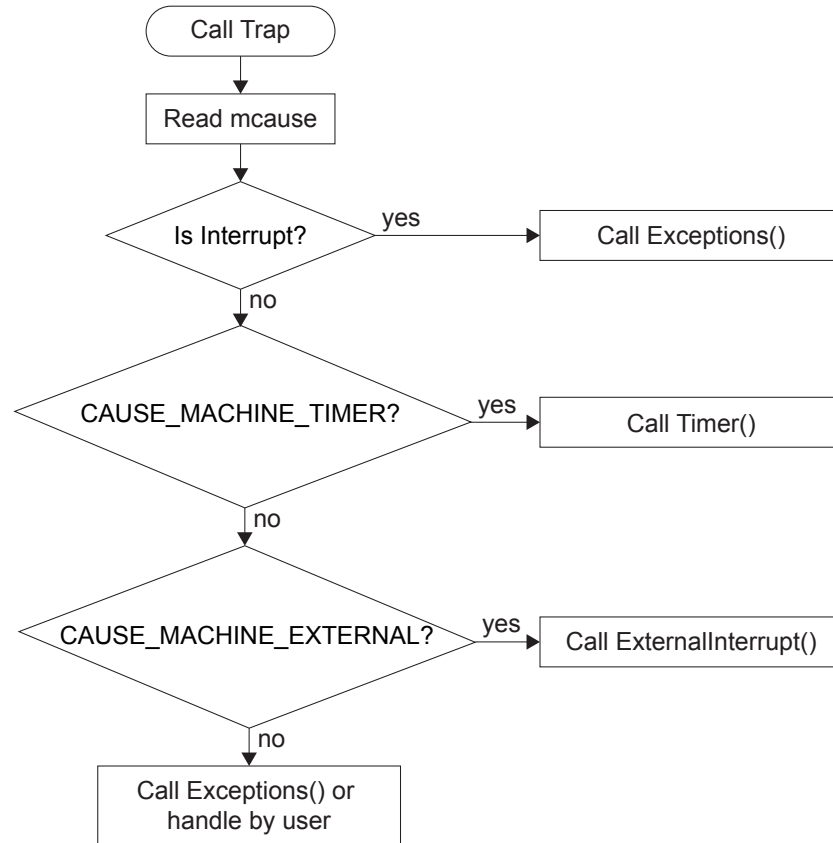 Call Trap
Read mcause
Is Interrupt?
yes
Call Exceptions()
no
CAUSE_MACHINE_TIMER?
yes
Call Timer()
no
CAUSE_MACHINE_EXTERNAL?
yes
Call ExternalInterrupt()
no
Call Exceptions() or
handle by user